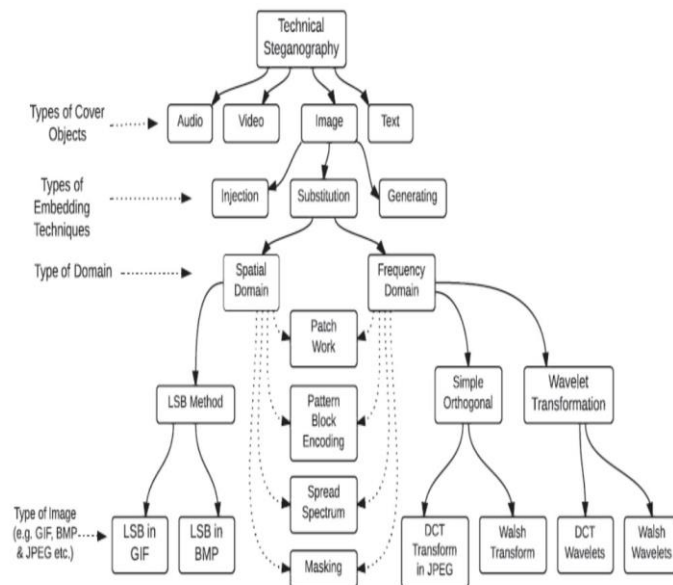 Technical
Steganography
Types of Cover
Objects
Audio
Video
Image
Text
Types of
Embedding
Techniques
Injection
Substitution
Generating
Type of Domain
Spatial
Domain
Frequency
Domain
Patch
Work
LSB Method
Pattern
Block
Encoding
Simple
Orthogonal
Wavelet
Transformation
Spread
Spectrum
Type of Image
(e.g. GIF, BMP
& JPEG etc.)
LSB in
GIF
LSB in
BMP
Masking
DCT
Transform
in JPEG
Walsh
Transform
DCT
Wavelets
Walsh
Wavelets